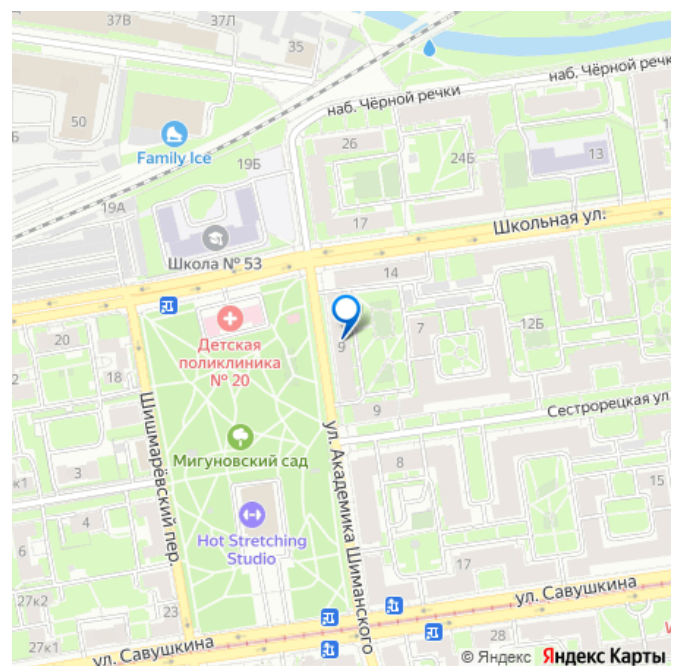 37В
37Л
35
наб. Чёрной речк
наб. Чёрной речки
50
Б
Family Ice
26
24Б
13
19Б
19А
17
Школьная ул.
Школа № 53
14
20
Детская
поликлиника
№ 20
9
7
12Б
2
18
9
Сестрорецкая ул
Шишмарёвский пер.
Мигуновский сад
ул. Академика Шиманского
8
3
15
6
4
Hot Stretching
Studio
17
27к2
23
ул. Савушкина
27к1
ул. Савушкина
28
© Яндекс Яндекс Карты